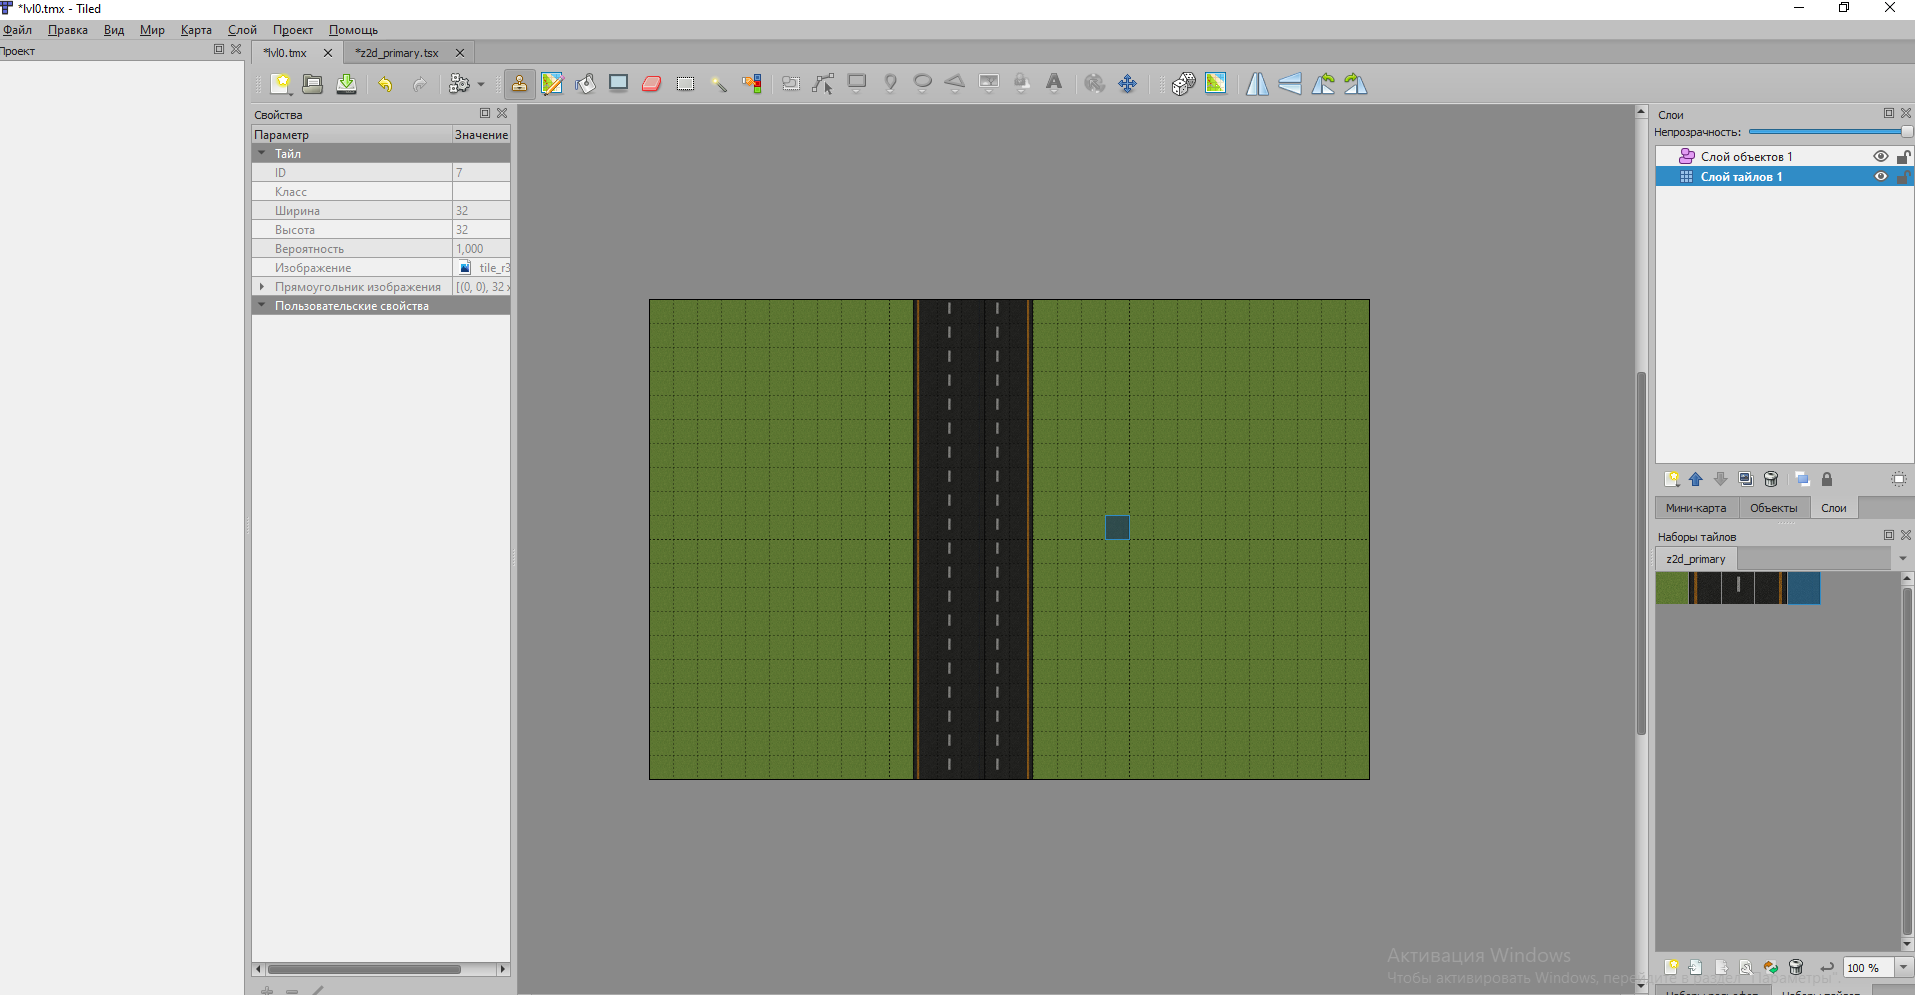 *lvl0.tmx - Tiled
Файл Правка Вид Мир Карта Слой Проект Помощь
Проект
*lvl0.tmx *z2d_primary.tsx
Свойства
Параметр Значение
Тайл
ID 7
Класс
Ширина 32
Высота 32
Вероятность 1,000
Изображение tile_r3
Прямоугольник изображения [(0, 0), 32 x
Пользовательские свойства
Слои
Непрозрачность:
Слой объектов 1
Слой тайлов 1
Мини-карта Объекты Слои
Наборы тайлов
z2d_primary
Активация Windows
Чтобы активировать Windows, перейдите в раздел "Параметры".
100 %